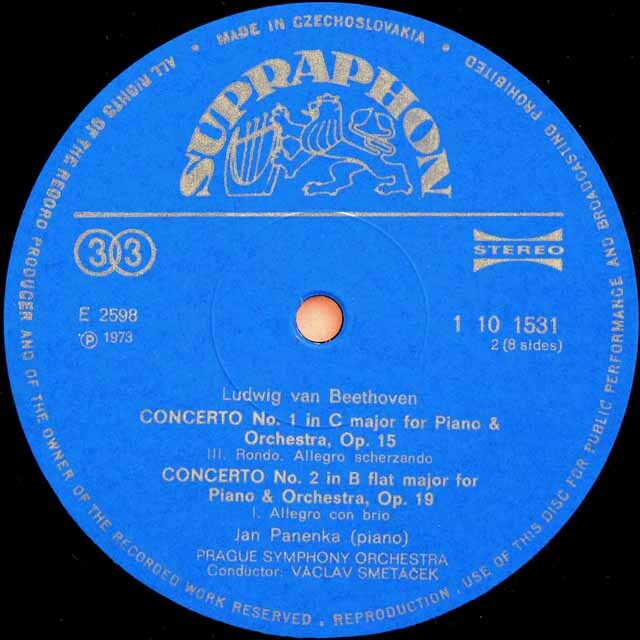 MADE IN CZECHOSLOVAKIA • ALL RIGHTS OF THE RECORD PRODUCER AND OF THE OWNER OF THE RECORDED WORK RESERVED . REPRODUCTION , USE OF THIS DISC FOR PUBLIC PERFORMANCE AND BROADCASTING PROHIBITED •
SUPRAPHON
33
STEREO
E 2598
Ⓟ 1973
1 10 1531
2 (8 sides)
Ludwig van Beethoven
CONCERTO No. 1 in C major for Piano &
Orchestra, Op. 15
III. Rondo. Allegro scherzando
CONCERTO No. 2 in B flat major for
Piano & Orchestra, Op. 19
I. Allegro con brio
Jan Panenka (piano)
PRAGUE SYMPHONY ORCHESTRA
Conductor: VÁCLAV SMETÁČEK